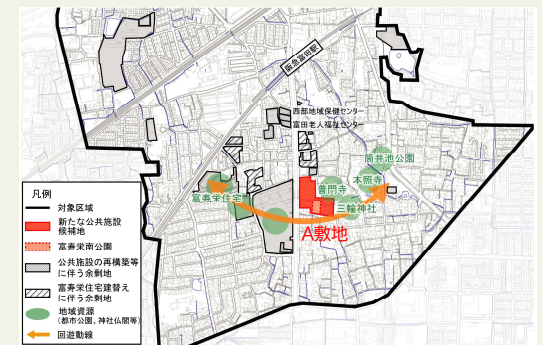 阪急富田駅
西部地域保健センター
富田老人福祉センター
筒井池公園
本照寺
普門寺
富寿栄住宅
三輪神社
A敷地
凡例
対象区域
新たな公共施設
候補地
富寿栄南公園
公共施設の再構築等
に伴う余剰地
富寿栄住宅建替え
に伴う余剰地
地域資源
(都市公園、神社仏閣等)
回遊動線